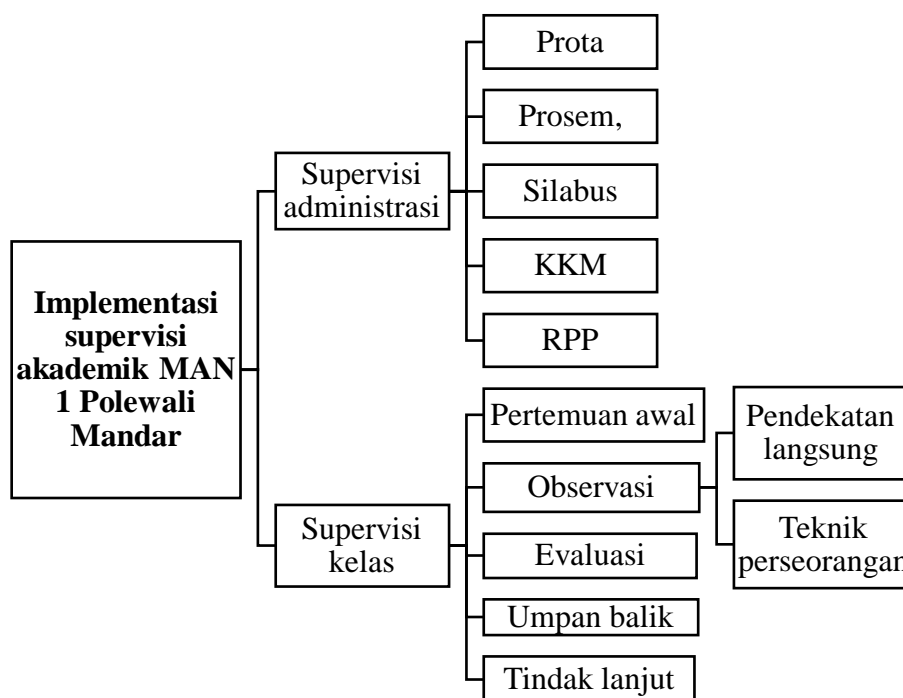 Implementasi
supervisi
akademik MAN
1 Polewali
Mandar
Supervisi
administrasi
Prota
Prosem,
Silabus
KKM
RPP
Supervisi
kelas
Pertemuan awal
Observasi
Pendekatan
langsung
Teknik
perseorangan
Evaluasi
Umpan balik
Tindak lanjut